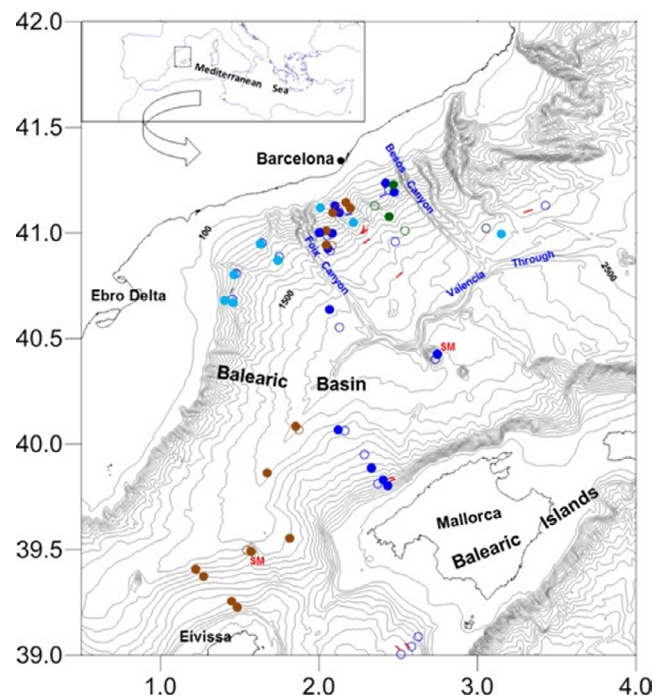 42.0
41.5
41.0
40.5
40.0
39.5
39.0
1.0
2.0
3.0
4.0
Mediterranean Sea
Barcelona
Besòs Canyon
100
Foix Canyon
Valencia Through
2500
Ebro Delta
1500
SM
Balearic Basin
Mallorca
Balearic Islands
SM
Eivissa